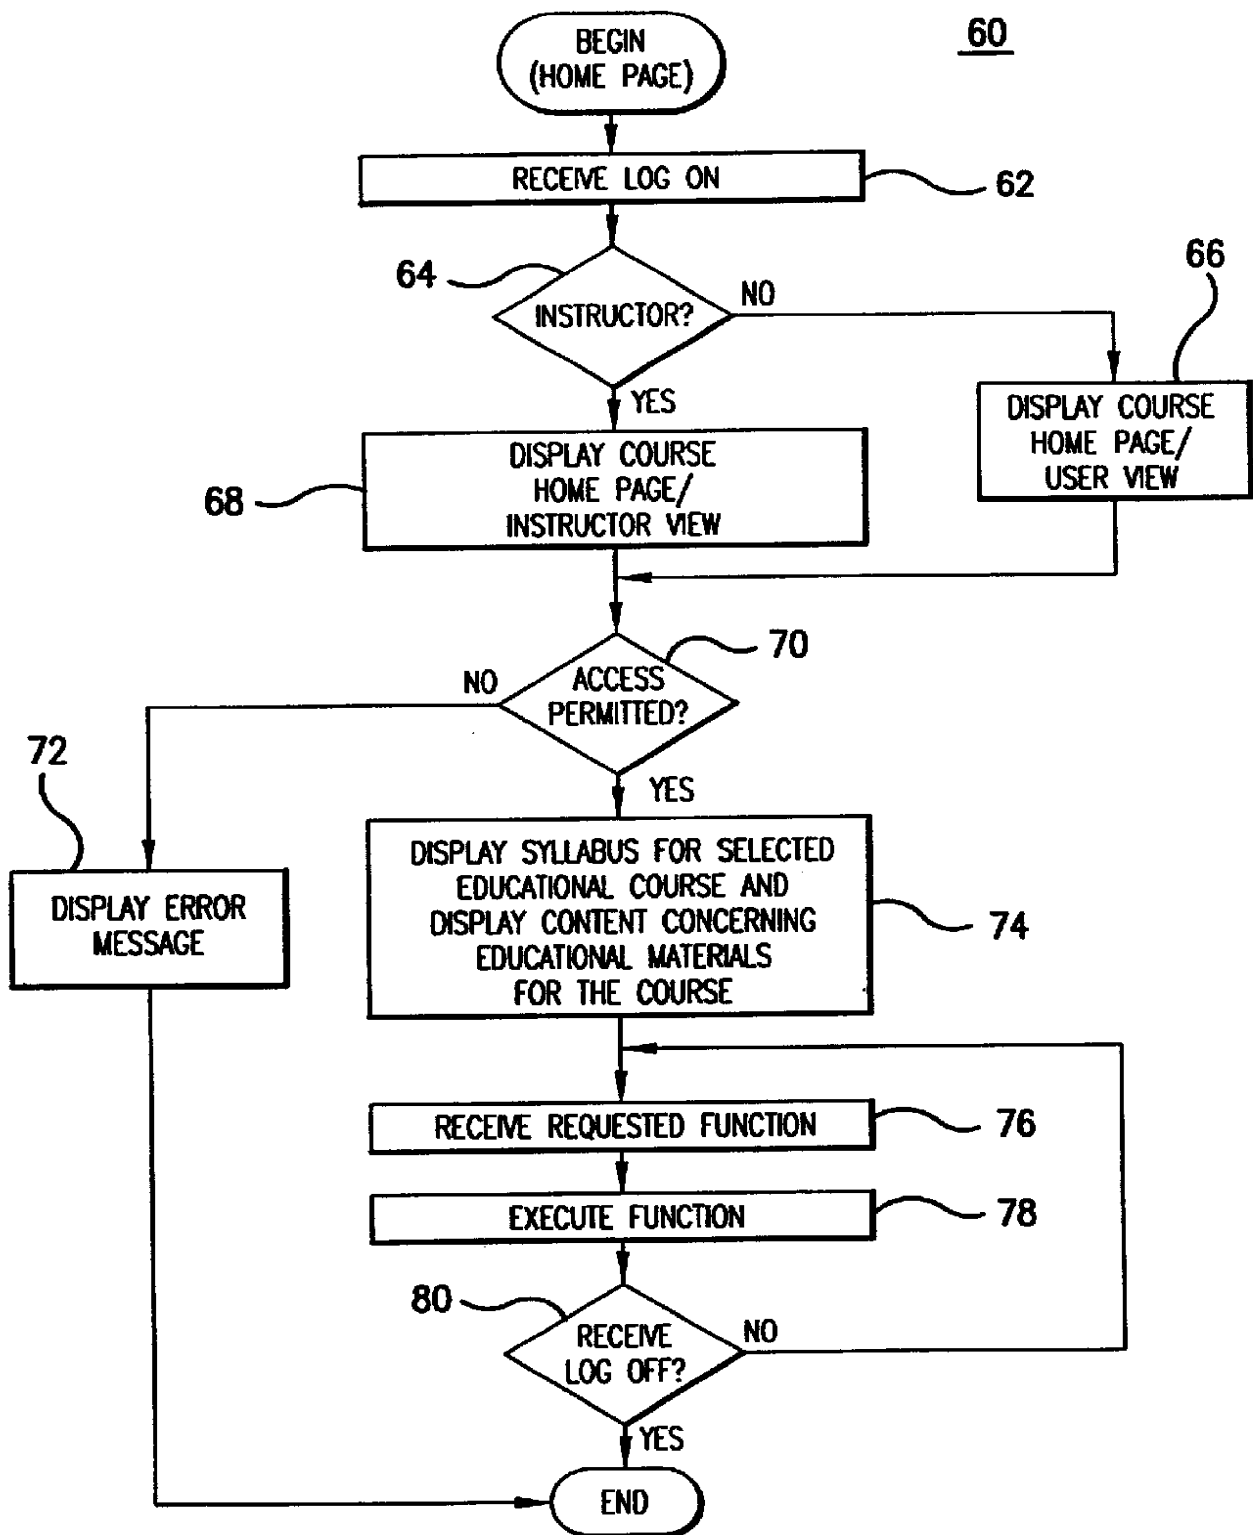 BEGIN
(HOME PAGE)
60
RECEIVE LOG ON
62
64
INSTRUCTOR?
NO
66
YES
DISPLAY COURSE
HOME PAGE/
USER VIEW
DISPLAY COURSE
HOME PAGE/
INSTRUCTOR VIEW
68
70
ACCESS
PERMITTED?
NO
YES
72
DISPLAY ERROR
MESSAGE
DISPLAY SYLLABUS FOR SELECTED
EDUCATIONAL COURSE AND
DISPLAY CONTENT CONCERNING
EDUCATIONAL MATERIALS
FOR THE COURSE
74
RECEIVE REQUESTED FUNCTION
76
EXECUTE FUNCTION
78
80
RECEIVE
LOG OFF?
NO
YES
END